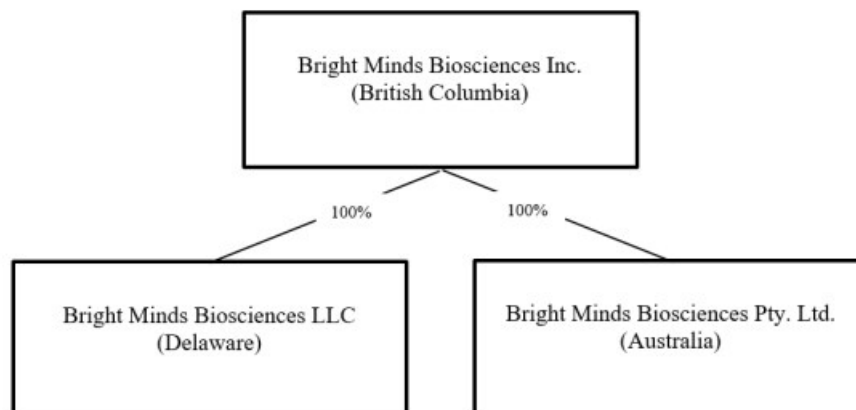 Bright Minds Biosciences Inc.
(British Columbia)
100%
100%
Bright Minds Biosciences LLC
(Delaware)
Bright Minds Biosciences Pty. Ltd.
(Australia)